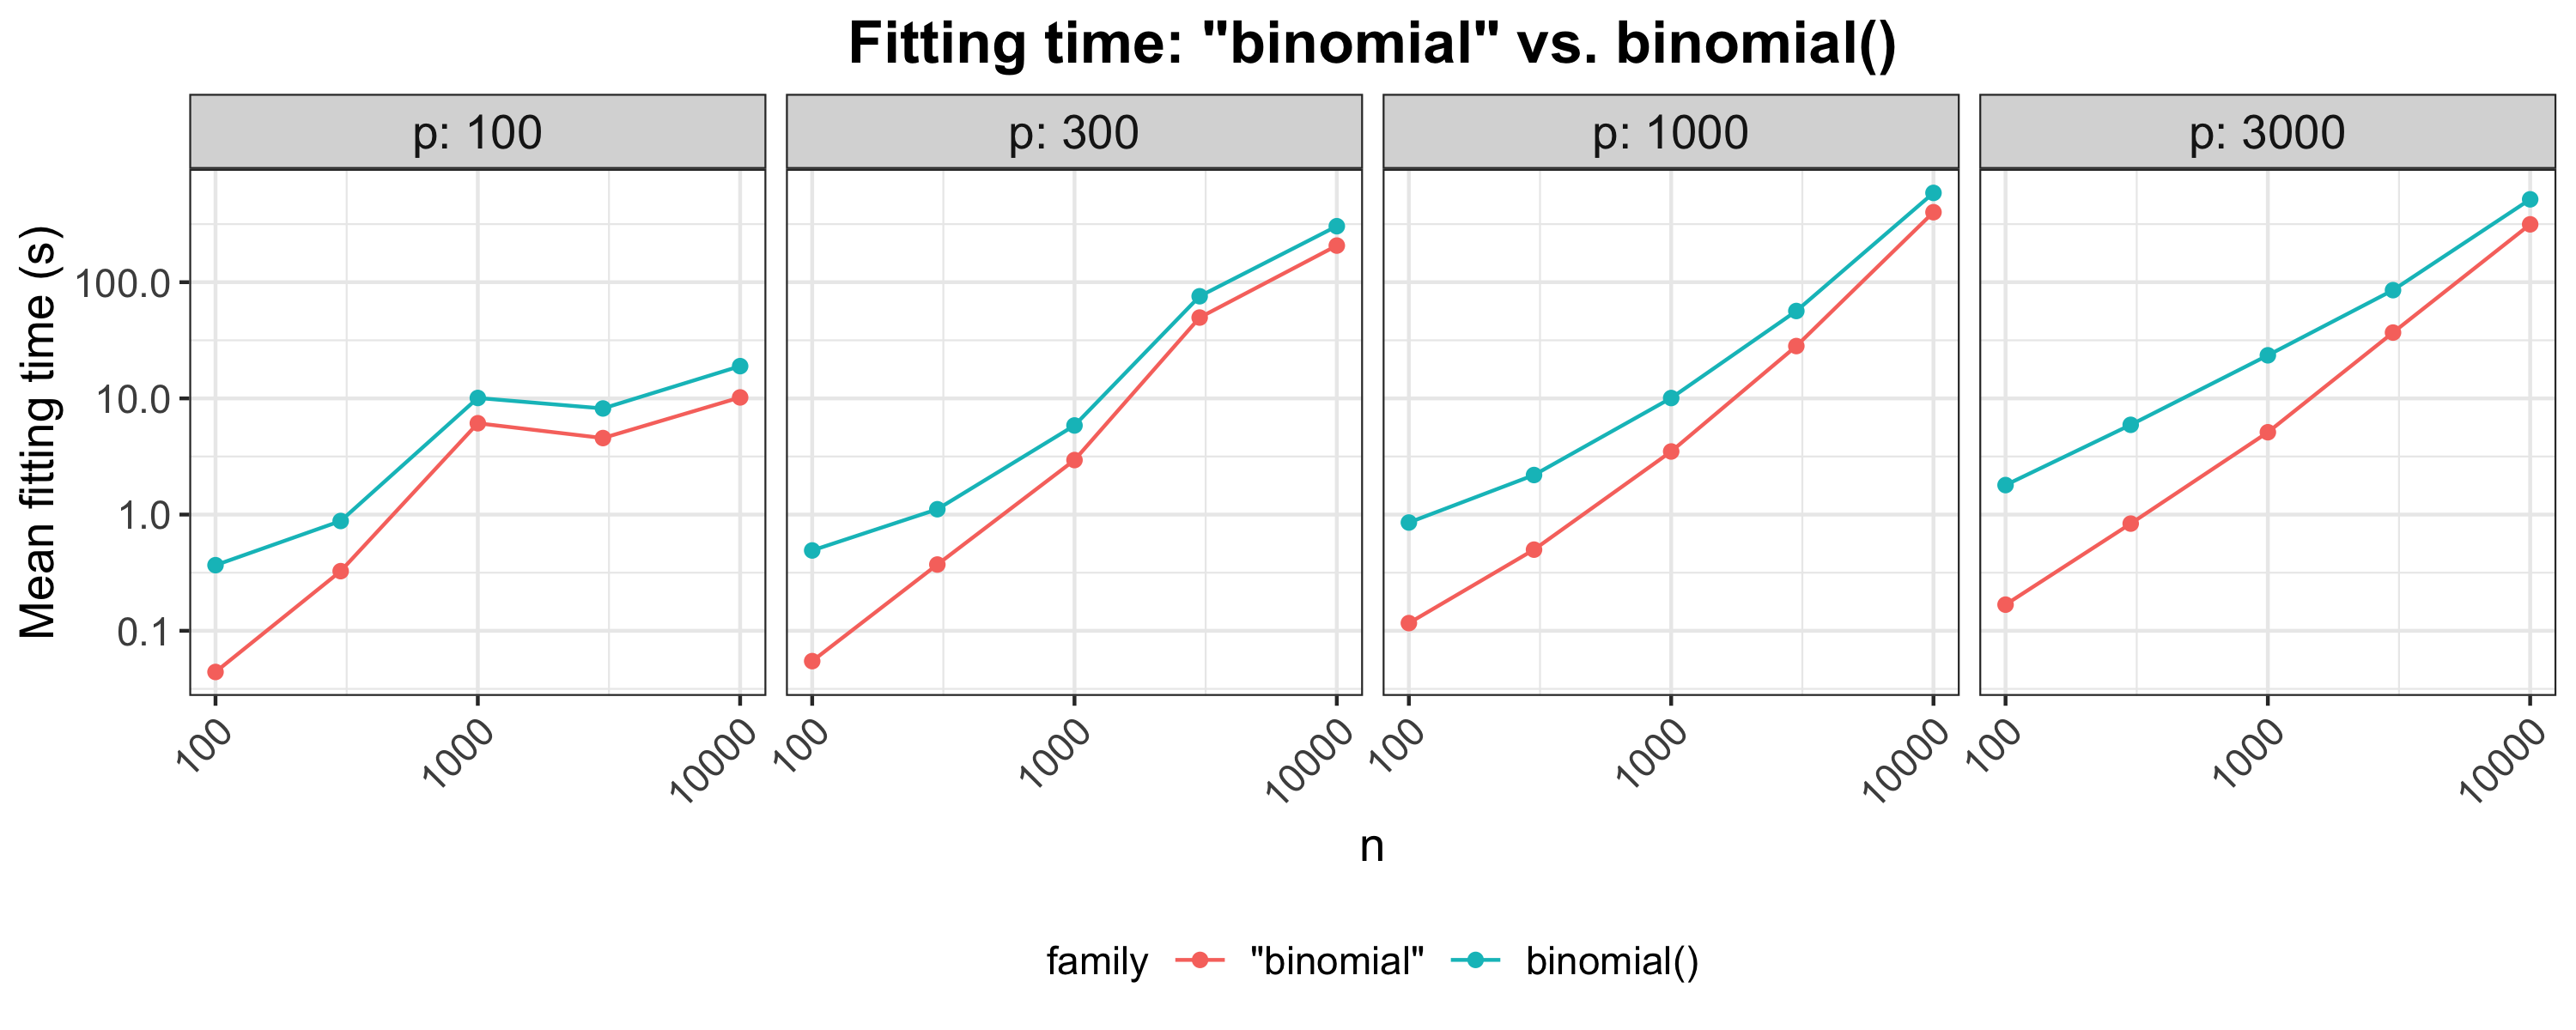 Fitting time: "binomial" vs. binomial()
p: 100
p: 300
p: 1000
p: 3000
Mean fitting time (s)
100.0
10.0
1.0
0.1
100
1000
10000
100
1000
10000
100
1000
10000
100
1000
10000
n
family "binomial" binomial()